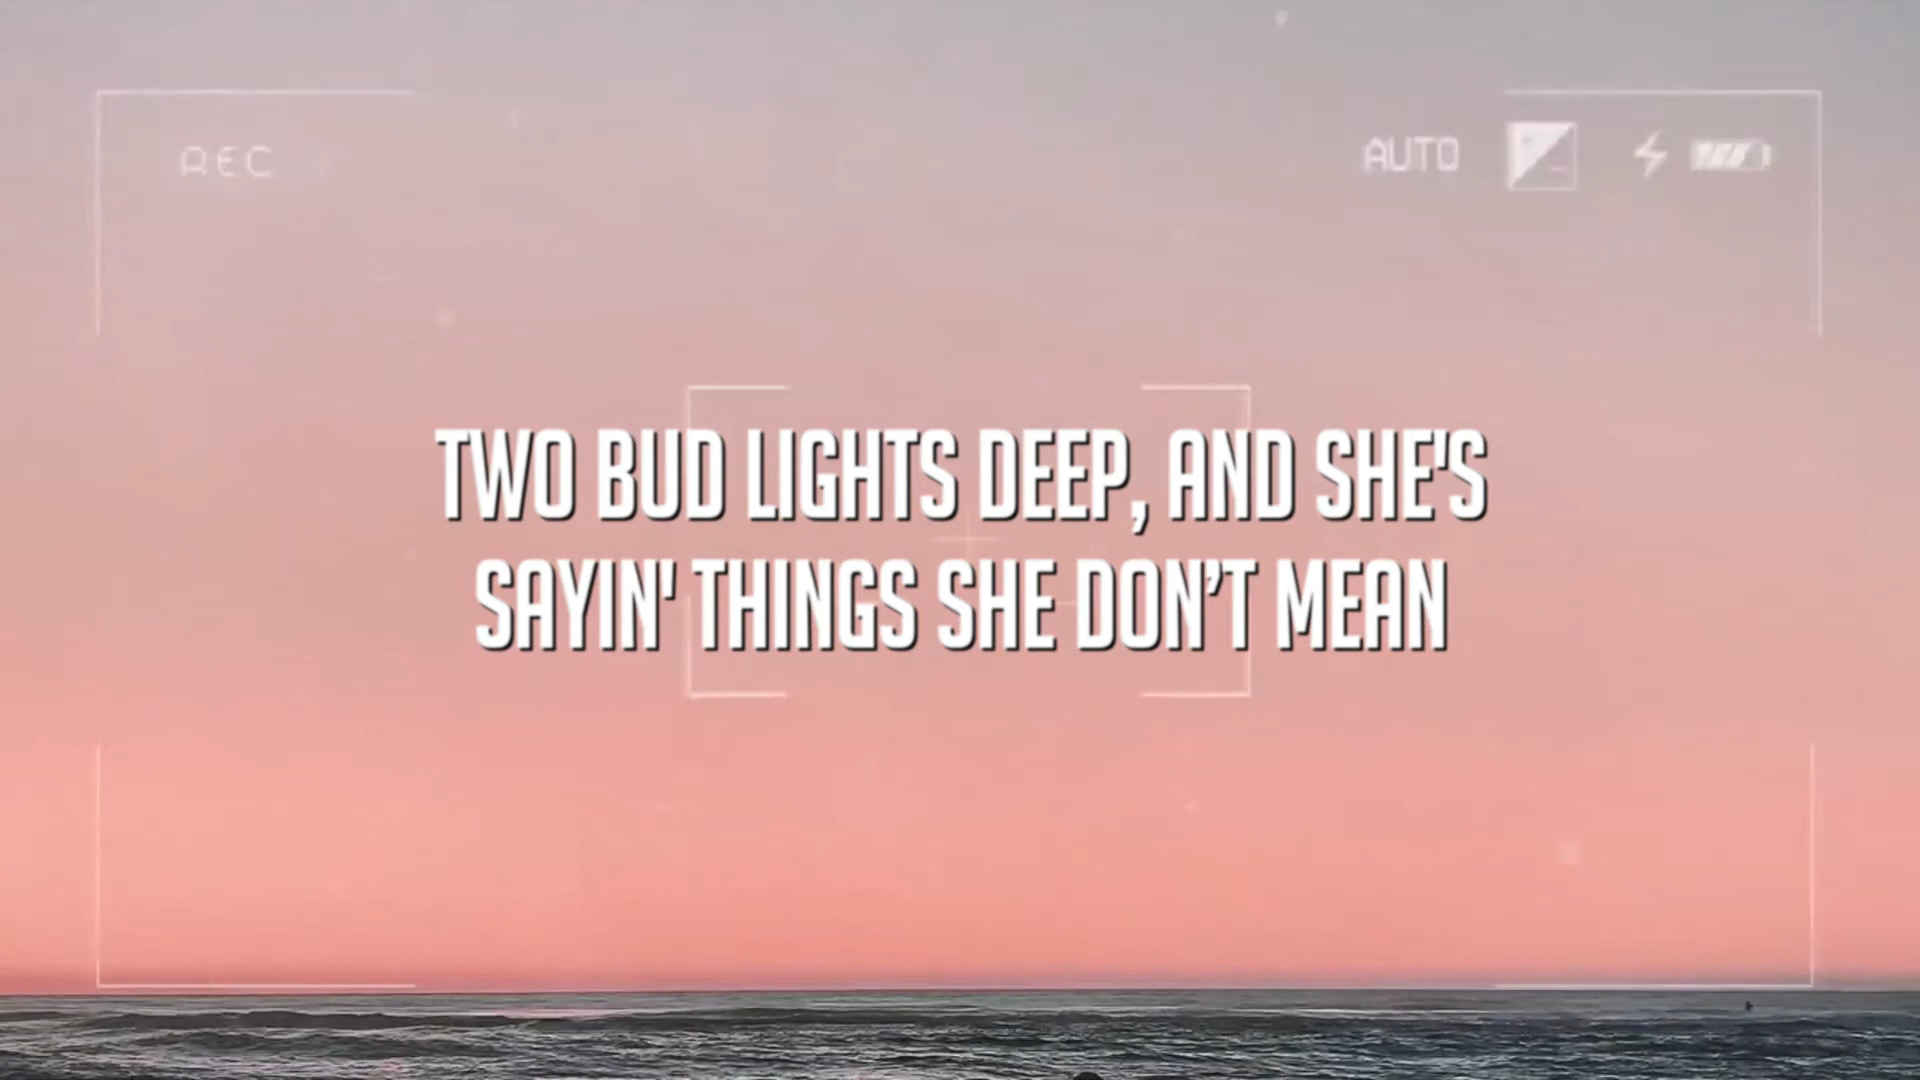 REC
AUTO
TWO BUD LIGHTS DEEP, AND SHE'S
SAYIN' THINGS SHE DON’T MEAN